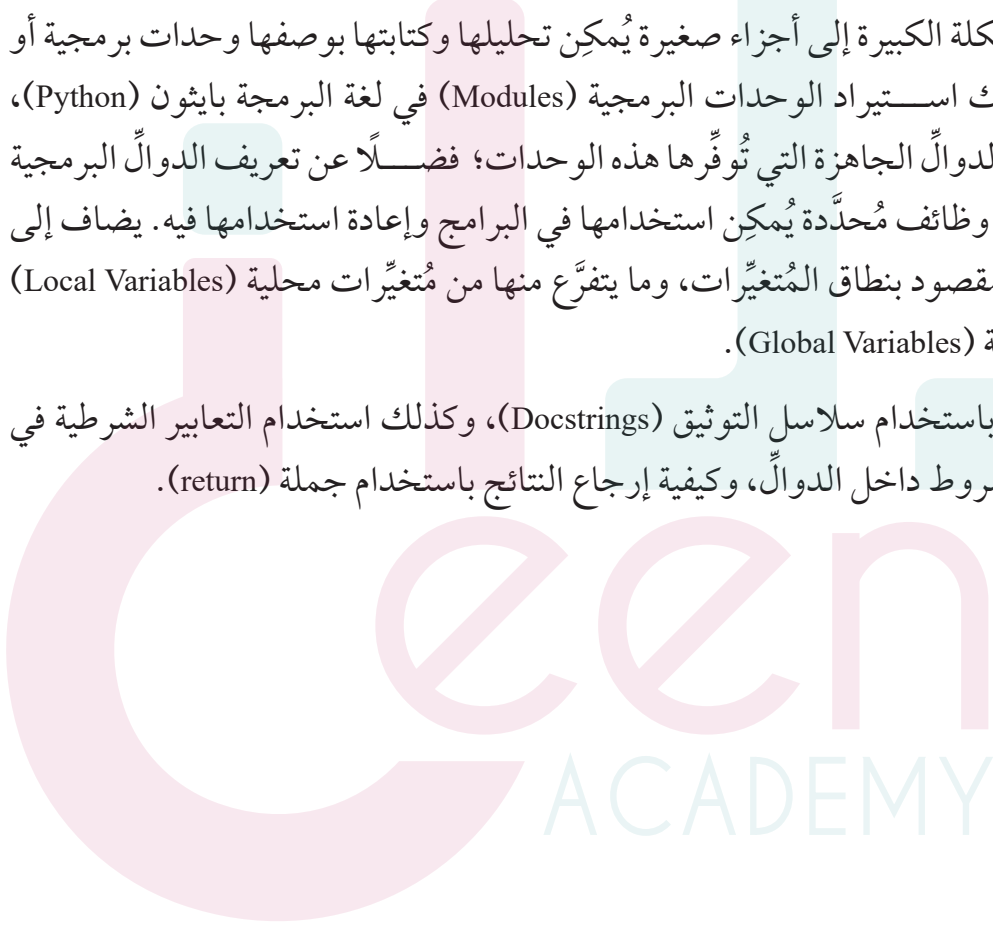 كلة الكبيرة إلى أجزاء صغيرة يُمكِن تحليلها وكتابتها بوصفها وحدات برمجية أو
ك استيراد الوحدات البرمجية (Modules) في لغة البرمجة بايثون (Python)،
لدوالِّ الجاهزة التي تُوفِّرها هذه الوحدات؛ فضلًا عن تعريف الدوالِّ البرمجية
وظائف مُحدَّدة يُمكِن استخدامها في البرامج وإعادة استخدامها فيه. يضاف إلى
مقصود بنطاق المُتغيِّرات، وما يتفرَّع منها من مُتغيِّرات محلية (Local Variables)
ة (Global Variables).
باستخدام سلاسل التوثيق (Docstrings)، وكذلك استخدام التعابير الشرطية في
روط داخل الدوالِّ، وكيفية إرجاع النتائج باستخدام جملة (return).
een
ACADEMY